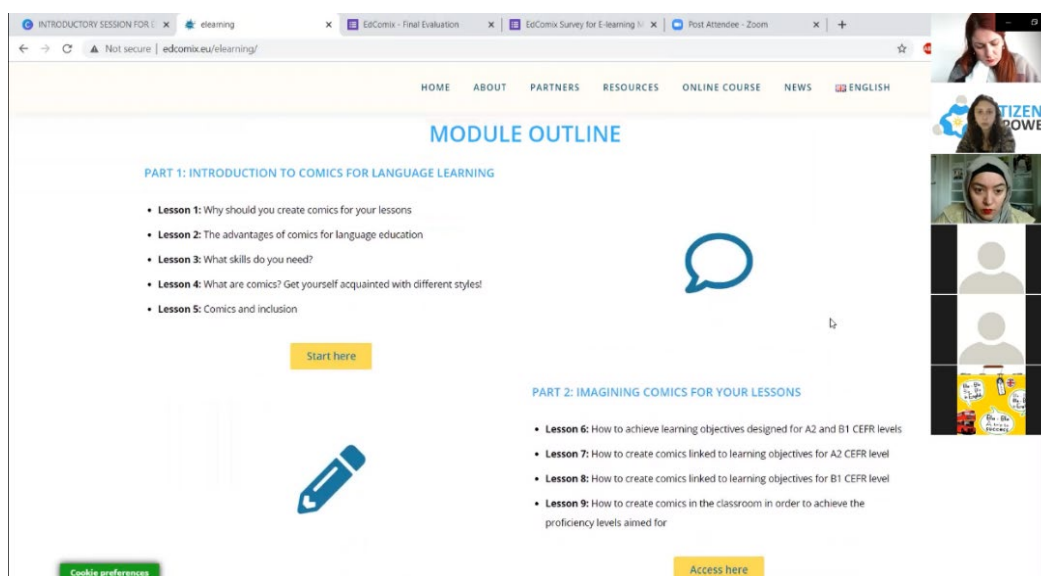 INTRODUCTORY SESSION FOR E
elearning
EdComix - Final Evaluation
EdComix Survey for E-learning M
Post Attendee - Zoom
Not secure | edcomix.eu/elearning/
HOME ABOUT PARTNERS RESOURCES ONLINE COURSE NEWS ENGLISH
MODULE OUTLINE
PART 1: INTRODUCTION TO COMICS FOR LANGUAGE LEARNING
• Lesson 1: Why should you create comics for your lessons
• Lesson 2: The advantages of comics for language education
• Lesson 3: What skills do you need?
• Lesson 4: What are comics? Get yourself acquainted with different styles!
• Lesson 5: Comics and inclusion
Start here
PART 2: IMAGINING COMICS FOR YOUR LESSONS
• Lesson 6: How to achieve learning objectives designed for A2 and B1 CEFR levels
• Lesson 7: How to create comics linked to learning objectives for A2 CEFR level
• Lesson 8: How to create comics linked to learning objectives for B1 CEFR level
• Lesson 9: How to create comics in the classroom in order to achieve the
proficiency levels aimed for
Access here
Cookie preferences
TIZEN
POWE